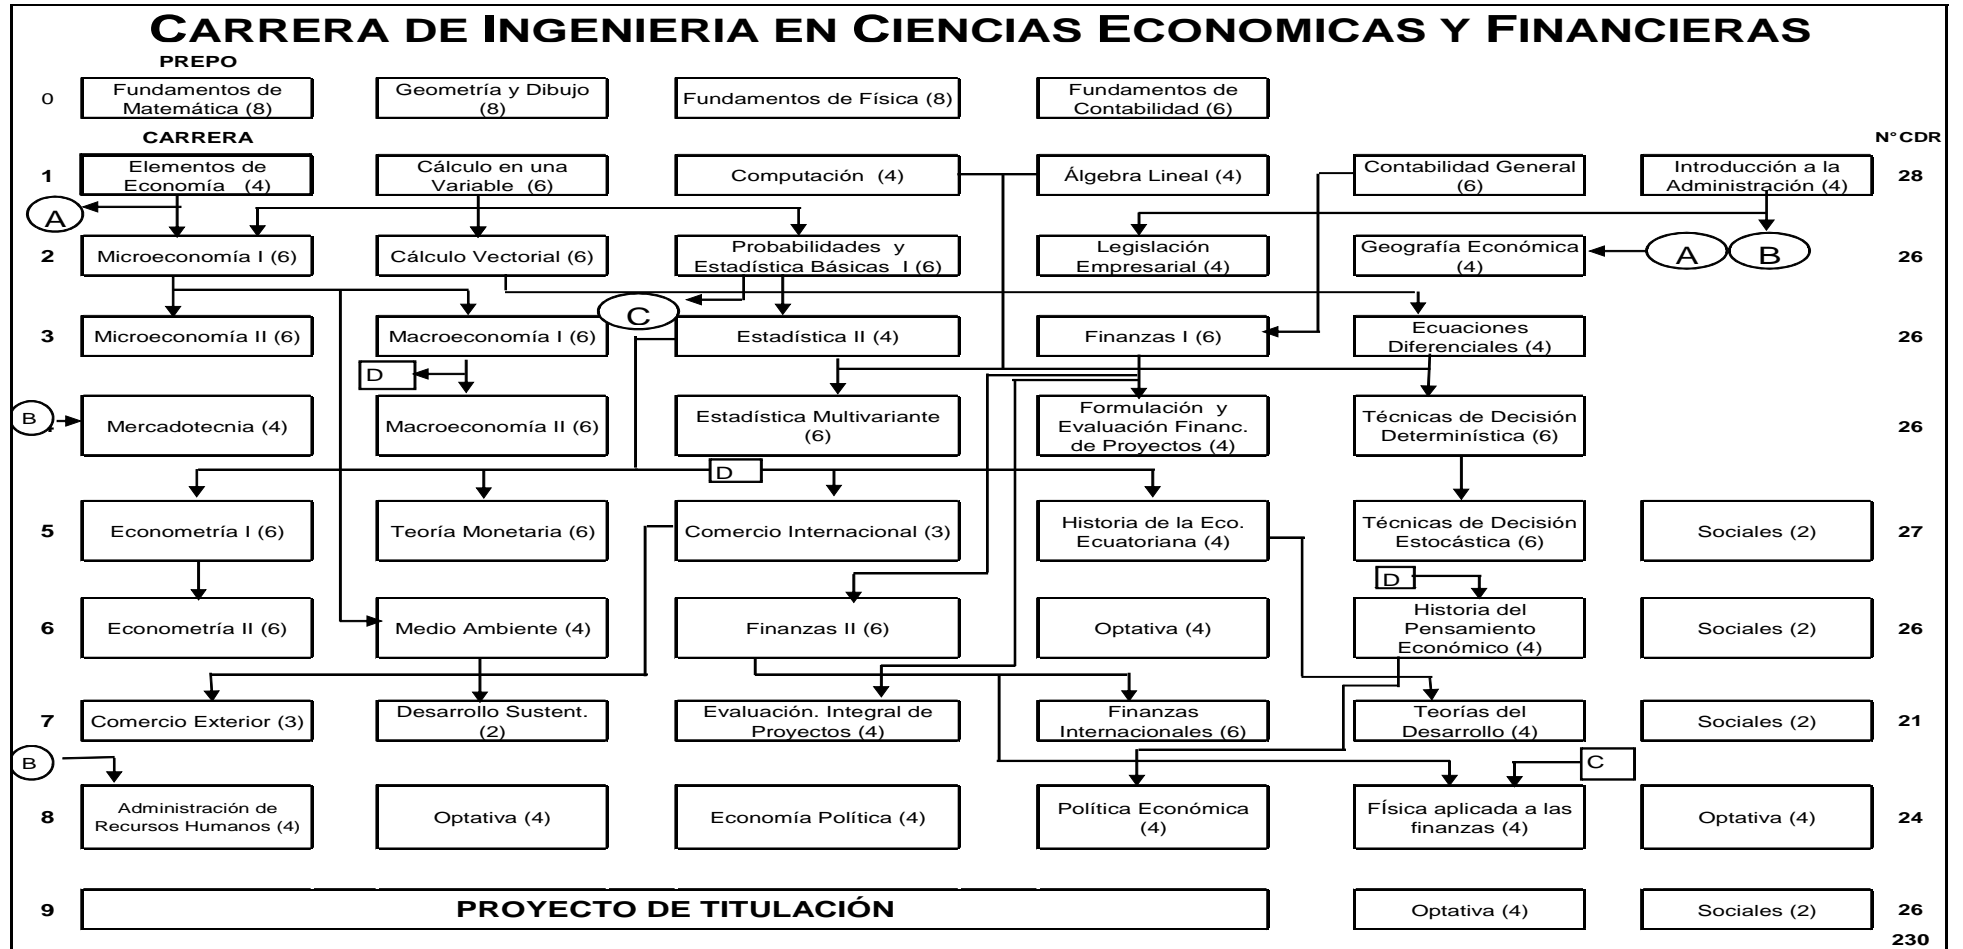 CARRERA DE INGENIERIA EN CIENCIAS ECONOMICAS Y FINANCIERAS
PREPO
0
Fundamentos de
Matemática (8)
Geometría y Dibujo
(8)
Fundamentos de Física (8)
Fundamentos de
Contabilidad (6)
CARRERA
N°CDR
1
Elementos de
Economía (4)
Cálculo en una
Variable (6)
Computación (4)
Álgebra Lineal (4)
Contabilidad General
(6)
Introducción a la
Administración (4)
28
A
2
Microeconomía I (6)
Cálculo Vectorial (6)
Probabilidades y
Estadística Básicas I (6)
Legislación
Empresarial (4)
Geografía Económica
(4)
A
B
26
C
3
Microeconomía II (6)
Macroeconomía I (6)
Estadística II (4)
Finanzas I (6)
Ecuaciones
Diferenciales (4)
26
D
B
Mercadotecnia (4)
Macroeconomía II (6)
Estadística Multivariante
(6)
Formulación y
Evaluación Financ.
de Proyectos (4)
Técnicas de Decisión
Determinística (6)
26
D
5
Econometría I (6)
Teoría Monetaria (6)
Comercio Internacional (3)
Historia de la Eco.
Ecuatoriana (4)
Técnicas de Decisión
Estocástica (6)
Sociales (2)
27
D
6
Econometría II (6)
Medio Ambiente (4)
Finanzas II (6)
Optativa (4)
Historia del
Pensamiento
Económico (4)
Sociales (2)
26
7
Comercio Exterior (3)
Desarrollo Sustent.
(2)
Evaluación. Integral de
Proyectos (4)
Finanzas
Internacionales (6)
Teorías del
Desarrollo (4)
Sociales (2)
21
B
C
8
Administración de
Recursos Humanos (4)
Optativa (4)
Economía Política (4)
Política Económica
(4)
FÍsica aplicada a las
finanzas (4)
Optativa (4)
24
9
PROYECTO DE TITULACIÓN
Optativa (4)
Sociales (2)
26
230